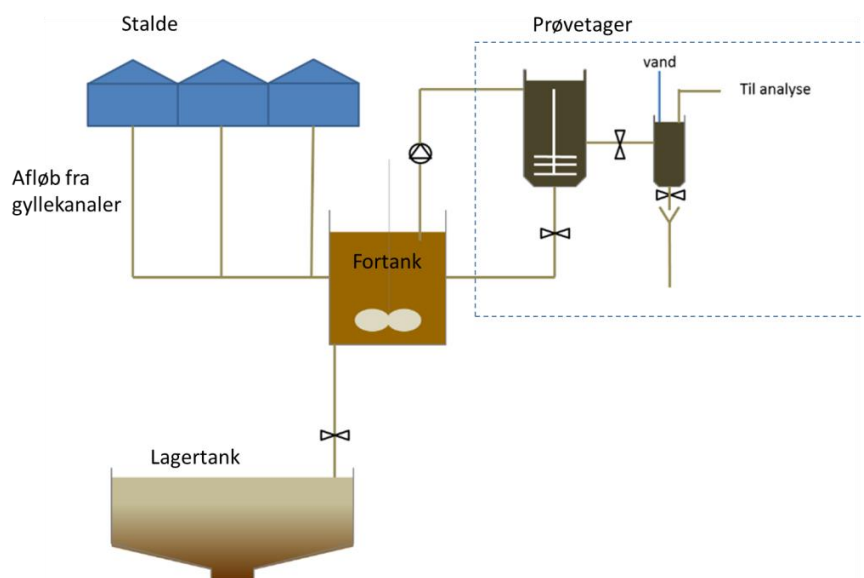 Stalde
Prøvetager
vand
Til analyse
Afløb fra
gyllekanaler
Fortank
Lagertank